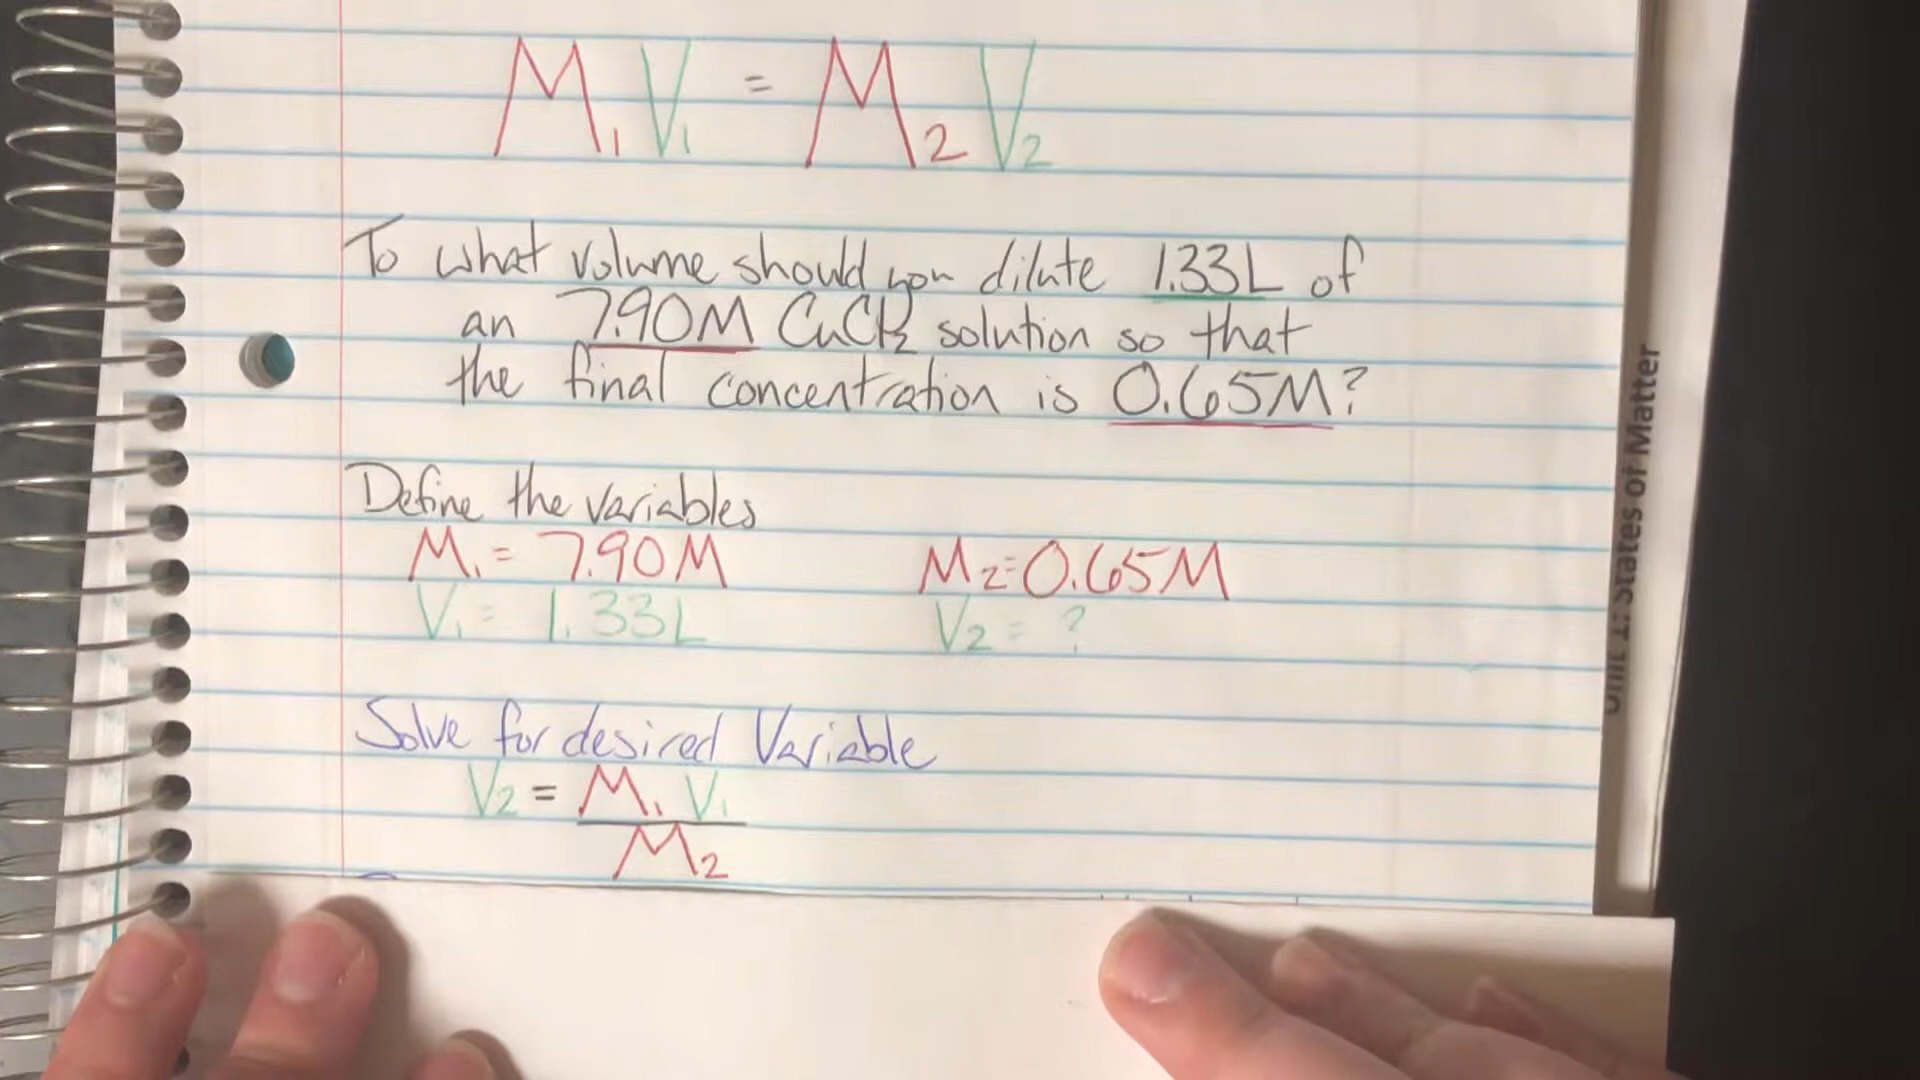 M₁V₁ = M₂V₂
To what volume should you dilute 1.33L of
an 7.90M CuCl₂ solution so that
the final concentration is 0.65M?
Define the variables
M₁ = 7.90M M₂ = 0.65M
V₁ = 1.33L V₂ = ?
Solve for desired Variable
V₂ = M₁ V₁
M₂
Unit 1: States of Matter